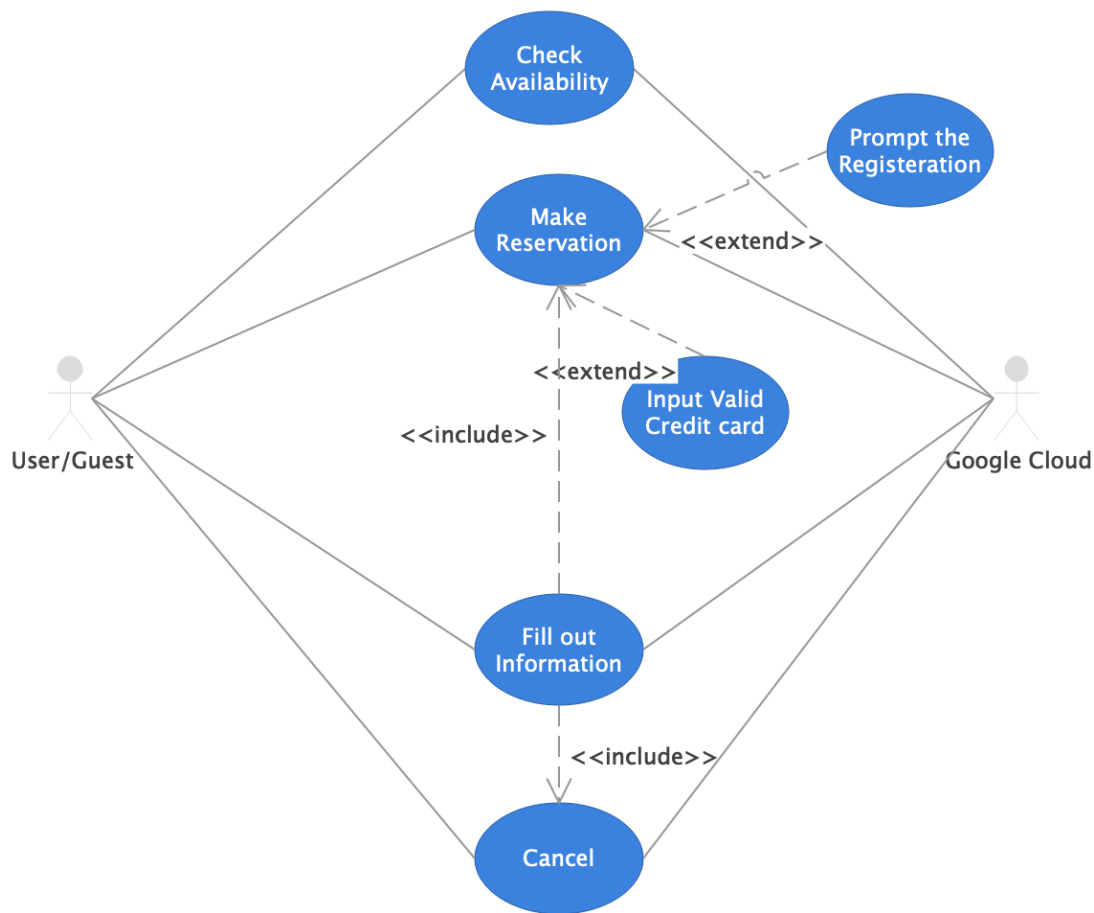 Check
Availability
Prompt the
Registeration
Make
Reservation
<<extend>>
<<extend>>
Input Valid
Credit card
<<include>>
User/Guest
Google Cloud
Fill out
Information
<<include>>
Cancel